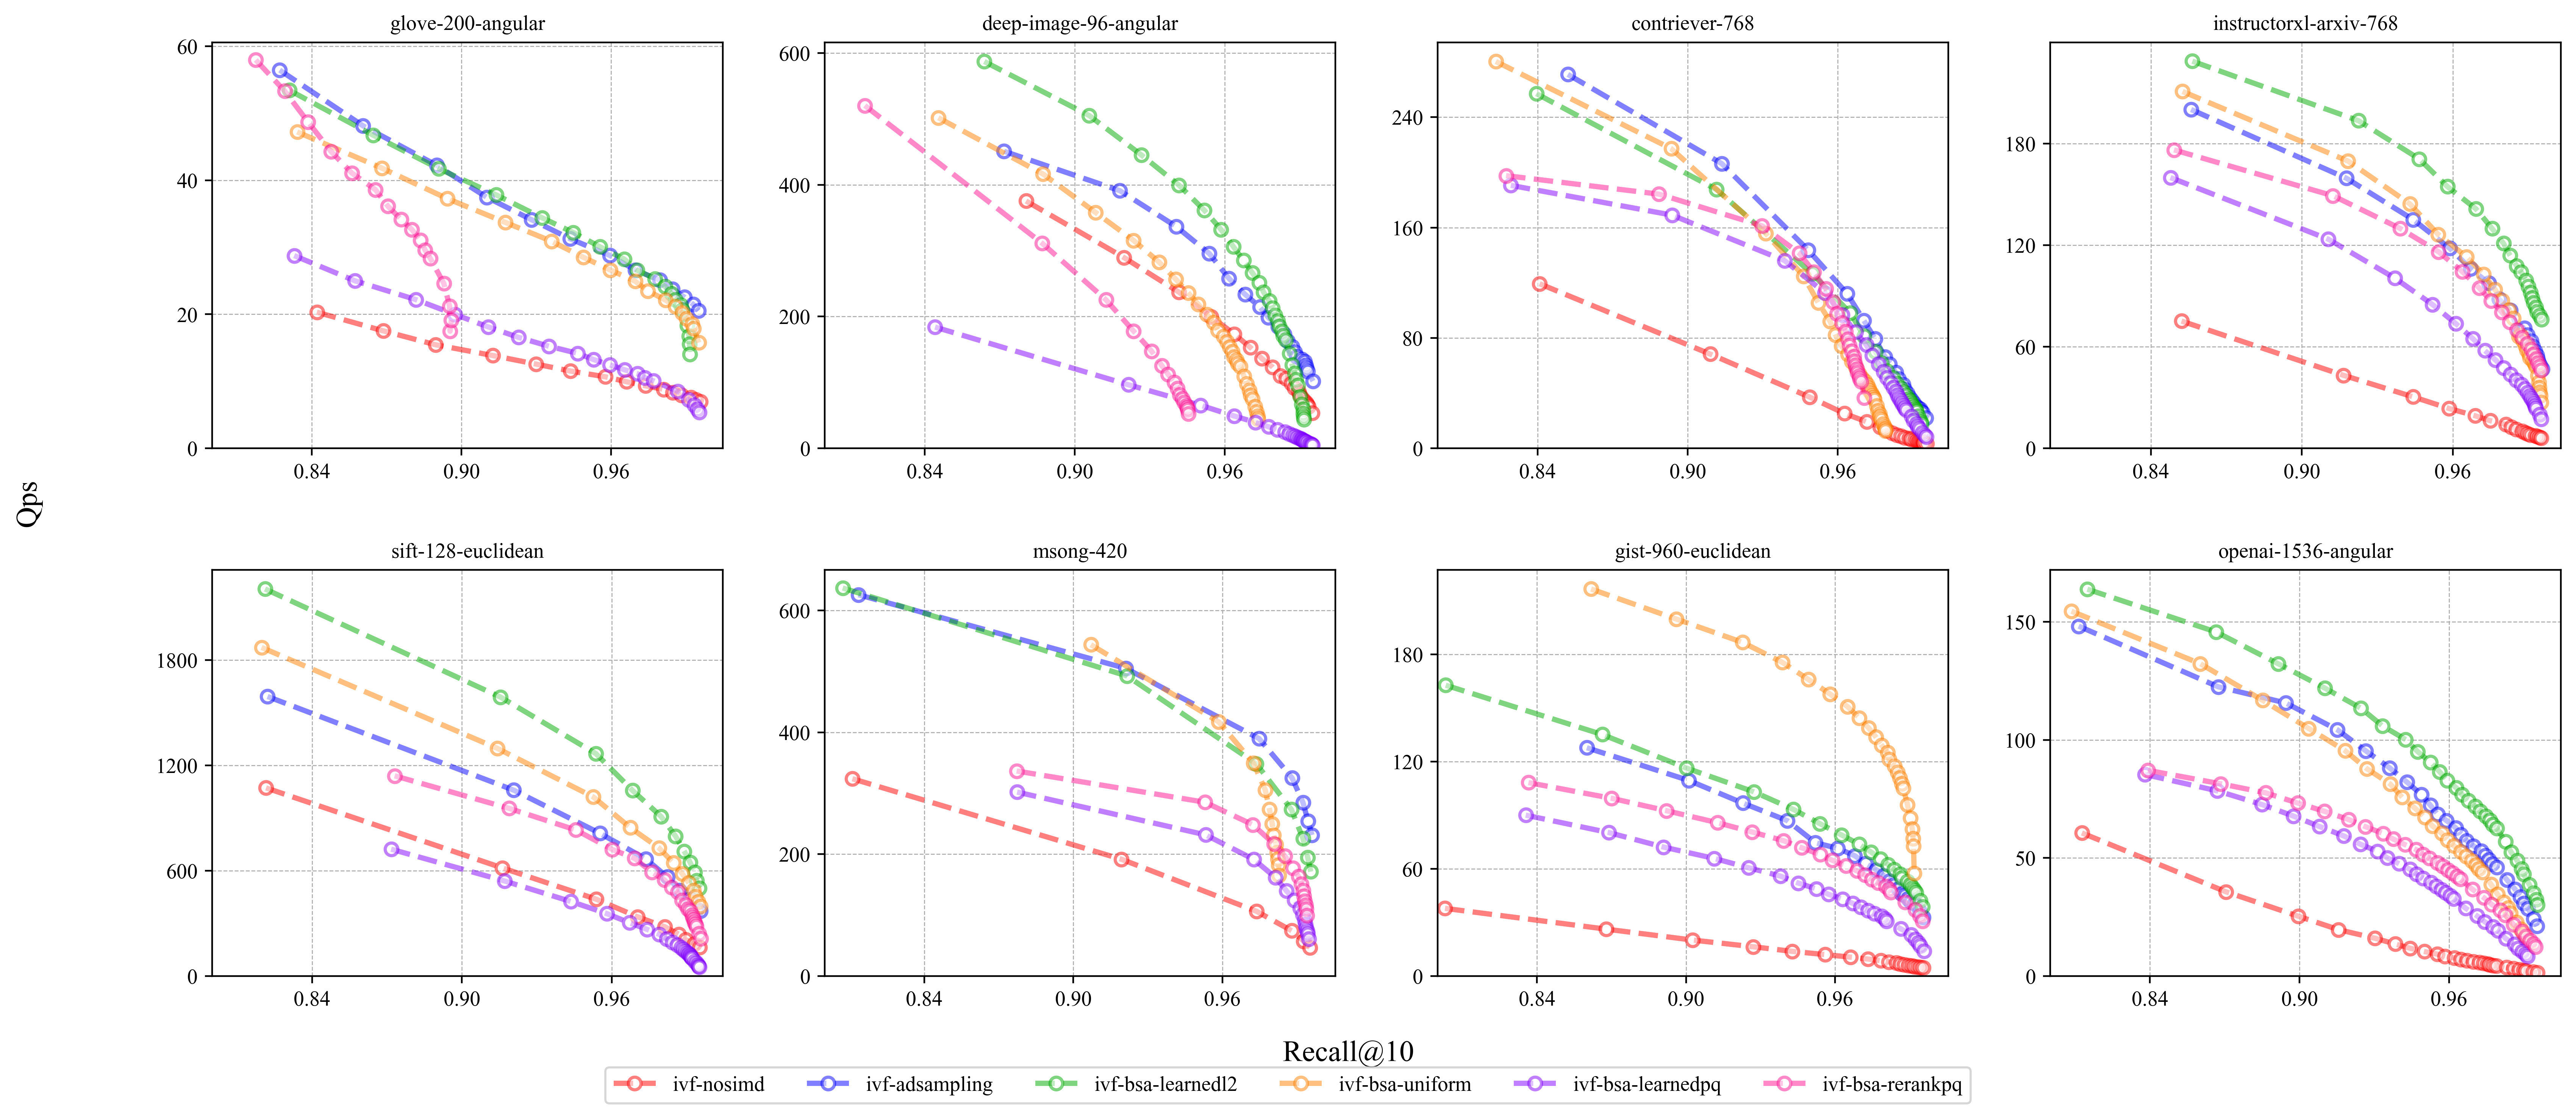 glove-200-angular
deep-image-96-angular
contriever-768
instructorxl-arxiv-768
60
40
20
0
0.84 0.90 0.96
600
400
200
0
0.84 0.90 0.96
240
160
80
0
0.84 0.90 0.96
180
120
60
0
0.84 0.90 0.96
Qps
sift-128-euclidean
msong-420
gist-960-euclidean
openai-1536-angular
1800
1200
600
0
0.84 0.90 0.96
600
400
200
0
0.84 0.90 0.96
180
120
60
0
0.84 0.90 0.96
150
100
50
0
0.84 0.90 0.96
Recall@10
ivf-nosimd ivf-adsampling ivf-bsa-learnedl2 ivf-bsa-uniform ivf-bsa-learnedpq ivf-bsa-rerankpq